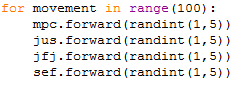 for movement in range(100):
    mpc.forward(randint(1,5))
    jus.forward(randint(1,5))
    jfj.forward(randint(1,5))
    sef.forward(randint(1,5))